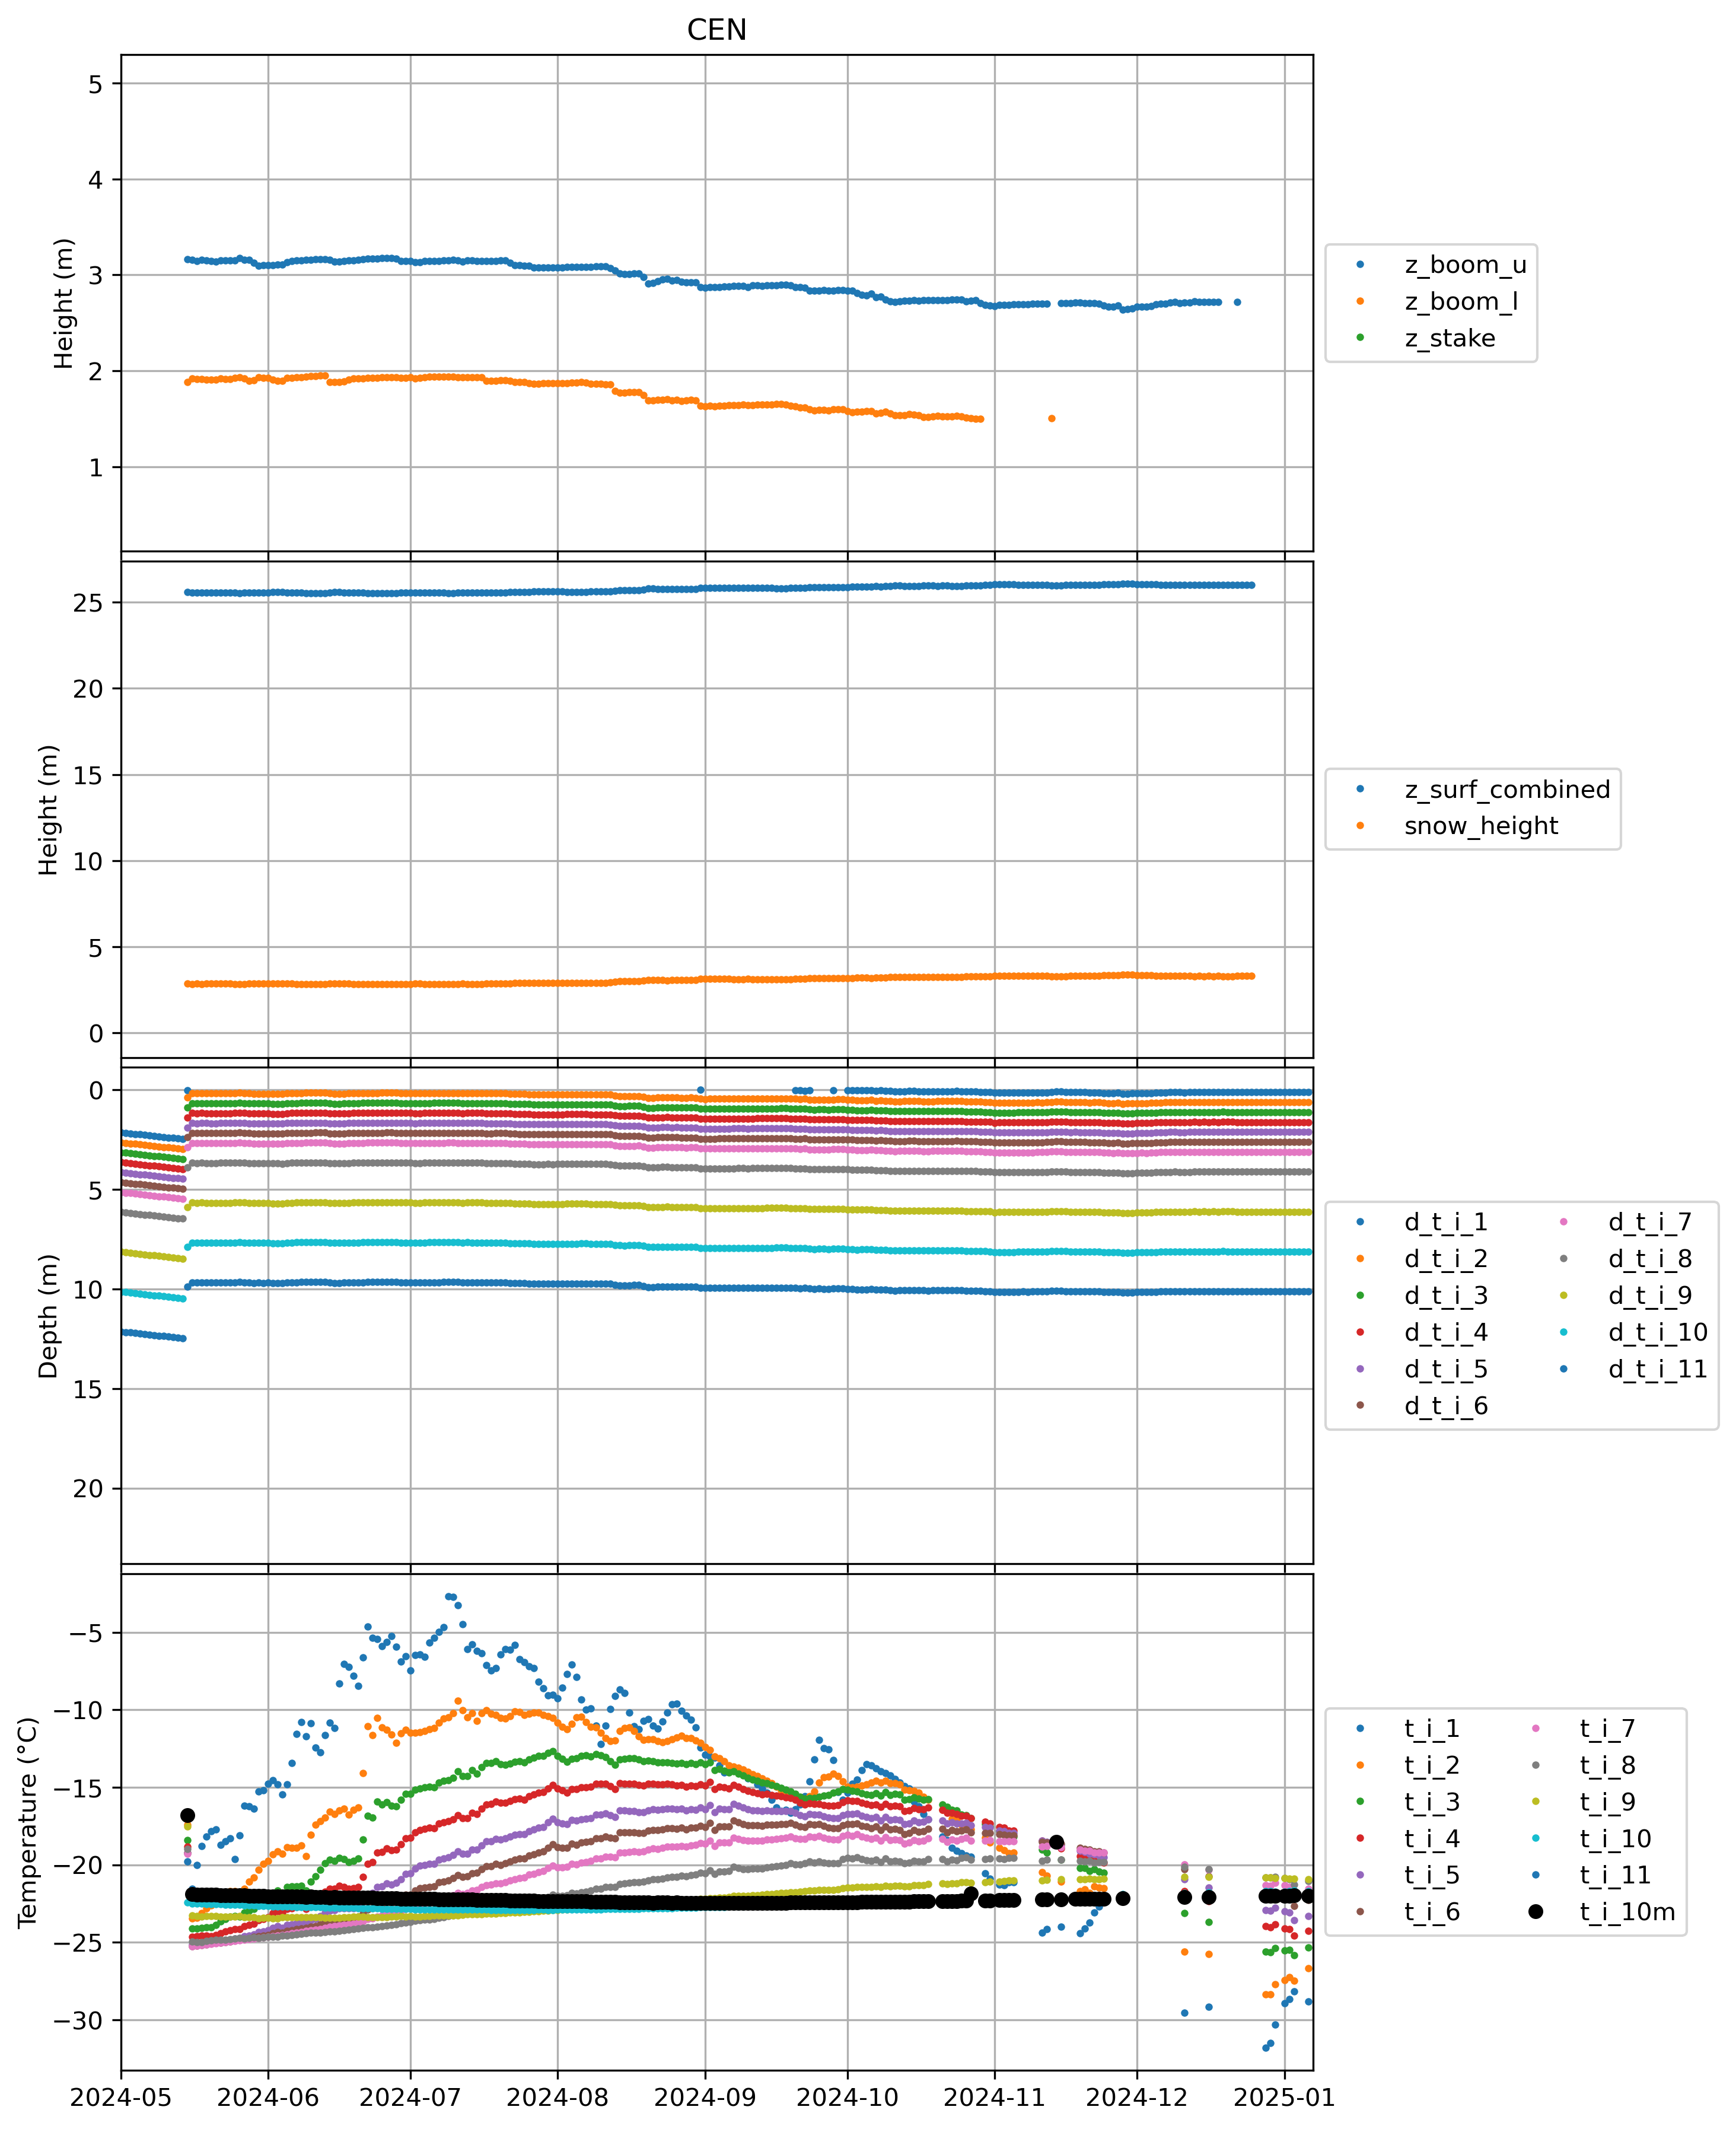 CEN
5
4
3
2
1
Height (m)
z_boom_u
z_boom_l
z_stake
25
20
15
10
5
0
Height (m)
z_surf_combined
snow_height
0
5
10
15
20
Depth (m)
d_t_i_1
d_t_i_2
d_t_i_3
d_t_i_4
d_t_i_5
d_t_i_6
d_t_i_7
d_t_i_8
d_t_i_9
d_t_i_10
d_t_i_11
−5
−10
−15
−20
−25
−30
Temperature (°C)
t_i_1
t_i_2
t_i_3
t_i_4
t_i_5
t_i_6
t_i_7
t_i_8
t_i_9
t_i_10
t_i_11
t_i_10m
2024-05 2024-06 2024-07 2024-08 2024-09 2024-10 2024-11 2024-12 2025-01